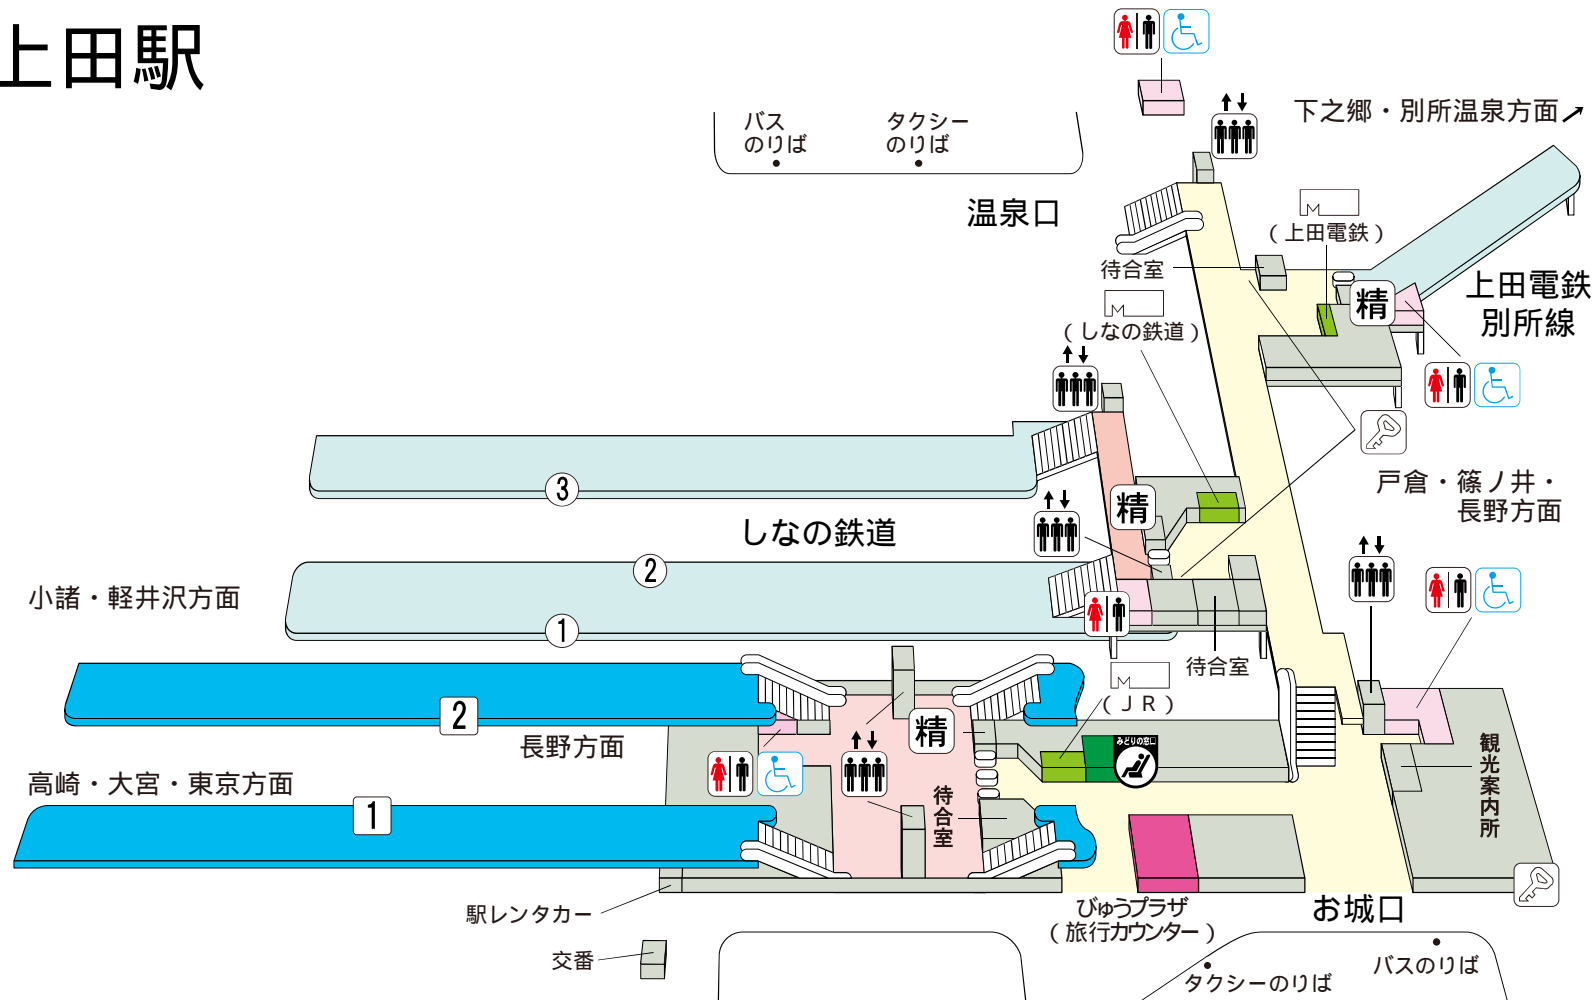 上田駅
バス
のりば
タクシー
のりば
下之郷・別所温泉方面
温泉口
(上田電鉄)
待合室
(しなの鉄道)
精
上田電鉄
別所線
3
精
戸倉・篠ノ井・
長野方面
しなの鉄道
2
小諸・軽井沢方面
1
待合室
(JR)
2
精
長野方面
みどりの窓口
観光案内所
高崎・大宮・東京方面
1
待合室
駅レンタカー
びゅうプラザ
(旅行カウンター)
お城口
交番
タクシーのりば
バスのりば